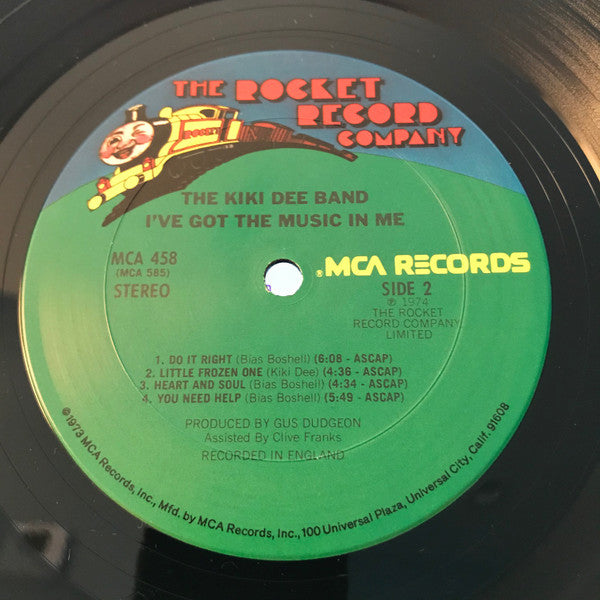 THE ROCKET
RECORD
COMPANY
ROCKET
THE KIKI DEE BAND
I'VE GOT THE MUSIC IN ME
MCA 458
(MCA 585)
STEREO
®MCA RECORDS
SIDE 2
℗ 1974
THE ROCKET
RECORD COMPANY
LIMITED
1. DO IT RIGHT (Bias Boshell) (6:08 - ASCAP)
2. LITTLE FROZEN ONE (Kiki Dee) (4:36 - ASCAP)
3. HEART AND SOUL (Bias Boshell) (4:34 - ASCAP)
4. YOU NEED HELP (Bias Boshell) (5:49 - ASCAP)
PRODUCED BY GUS DUDGEON
Assisted By Clive Franks
RECORDED IN ENGLAND
©1973 MCA Records, Inc., Mfd. by MCA Records, Inc., 100 Universal Plaza, Universal City, Calif. 91608